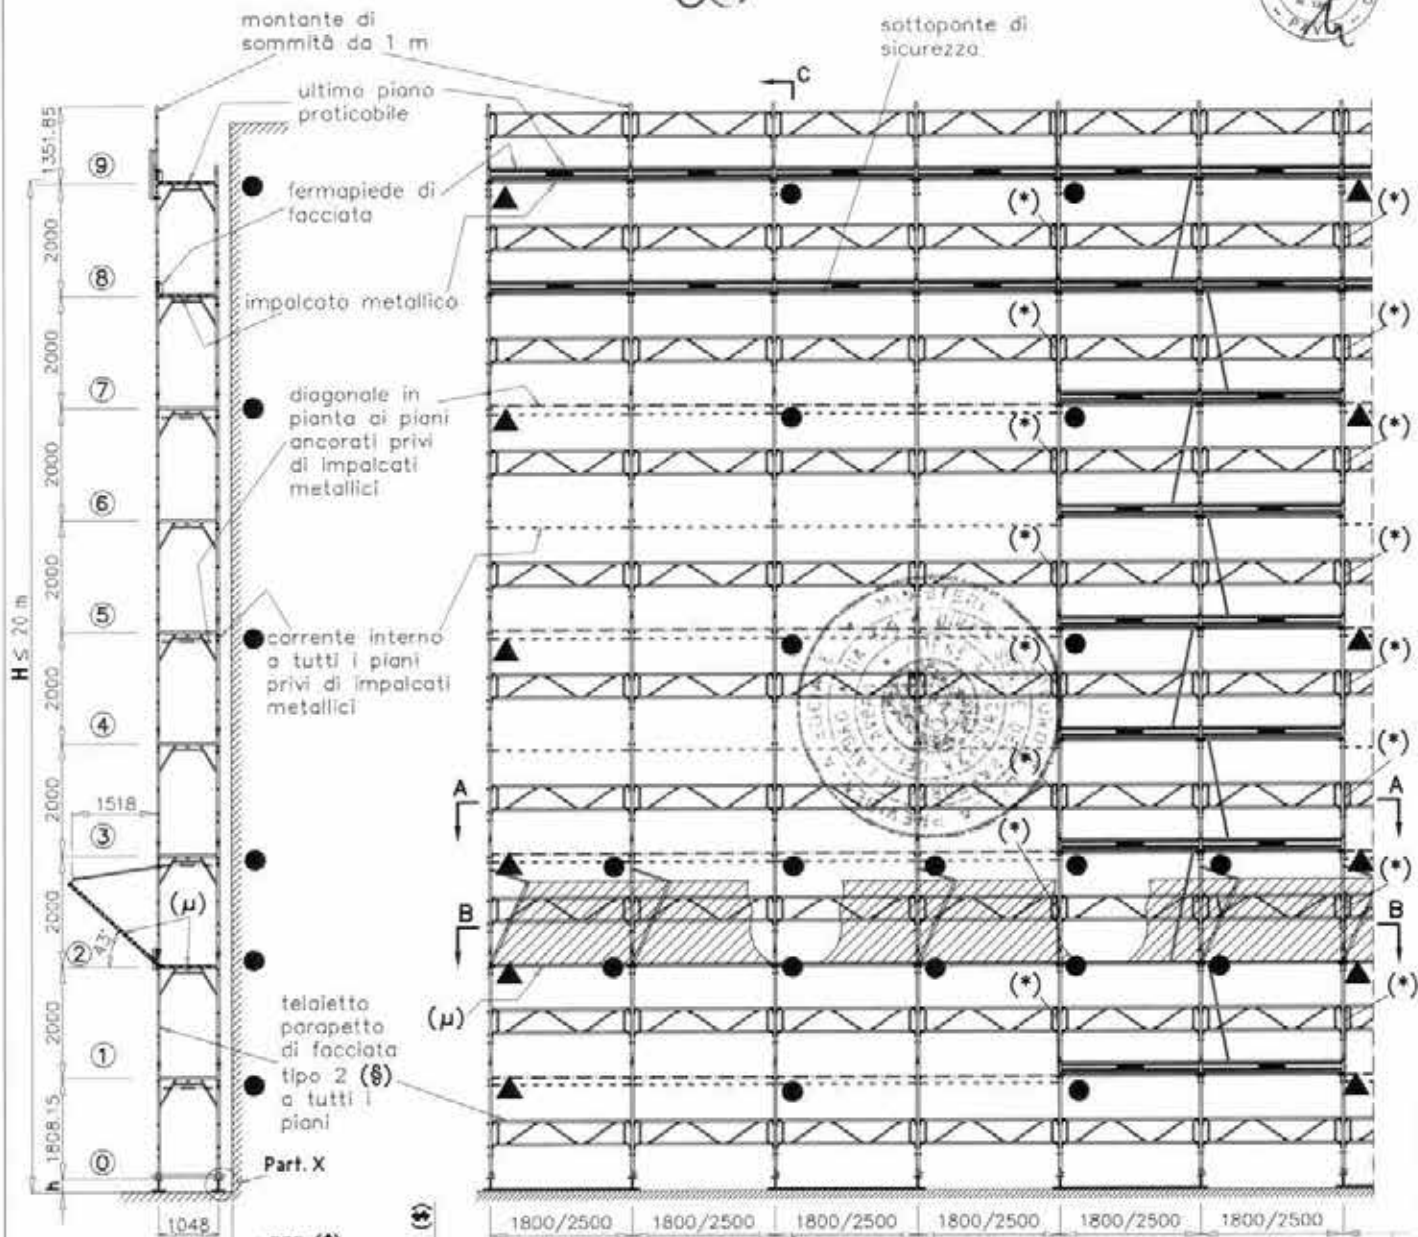 montante di
sommità da 1 m
sottoponte di
sicurezza
C
ultimo piano
praticabile
1351.85
⑨
fermapiede di
facciata
(*)
(*)
2000
⑧
impalcato metallico
(*)
(*)
2000
⑦
diagonale in
pianta ai piani
ancorati privi
di impalcati
metallici
(*)
(*)
2000
⑥
(*)
(*)
2000
H ≤ 20 m
⑤
corrente interno
a tutti i piani
privi di impalcati
metallici
(*)
(*)
2000
④
(*)
(*)
2000
A
A
1518
③
(*)
(*)
2000
(μ)
43°
B
B
②
(*)
(*)
(μ)
2000
telaietto
parapetto
di facciata
tipo 2 (§)
a tutti i
piani
①
1808.15
⓪
h
Part. X
1048
(*)
1800/2500
1800/2500
1800/2500
1800/2500
1800/2500
1800/2500